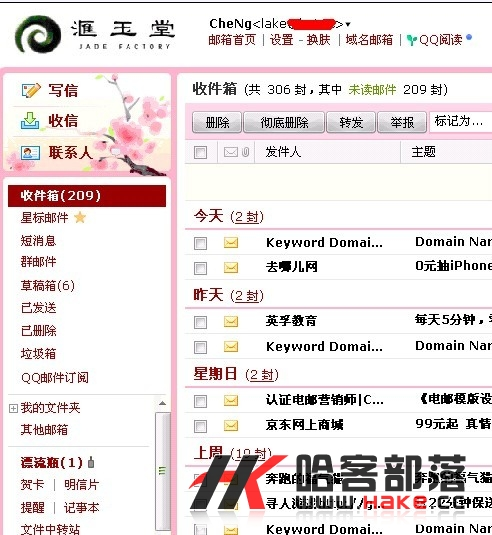 滙玉堂
JADE FACTORY
CheNg<lake
邮箱首页 | 设置 - 换肤 | 域名邮箱 | QQ阅读
写信
收信
联系人
收件箱(209)
星标邮件
短消息
群邮件
草稿箱(6)
已发送
已删除
垃圾箱
QQ邮件订阅
我的文件夹
其他邮箱
漂流瓶(1)
贺卡 | 明信片
提醒 | 记事本
文件中转站
收件箱 (共 306 封,其中 未读邮件 209 封)
删除 彻底删除 转发 举报 标记为...
发件人 主题
今天 (2 封)
Keyword Domai... Domain Nar
去哪儿网 0元抽iPhone
昨天 (2 封)
英孚教育 每天5分钟,
Keyword Domai... Domain Nar
星期日 (2 封)
认证电邮营销师|C... 《电邮模版设
京东网上商城 99元起 真情
上周 (10 封)
奔跑的
寻人
Keyword Domai... Domain Nar
哈客部落
www.Hake.cc